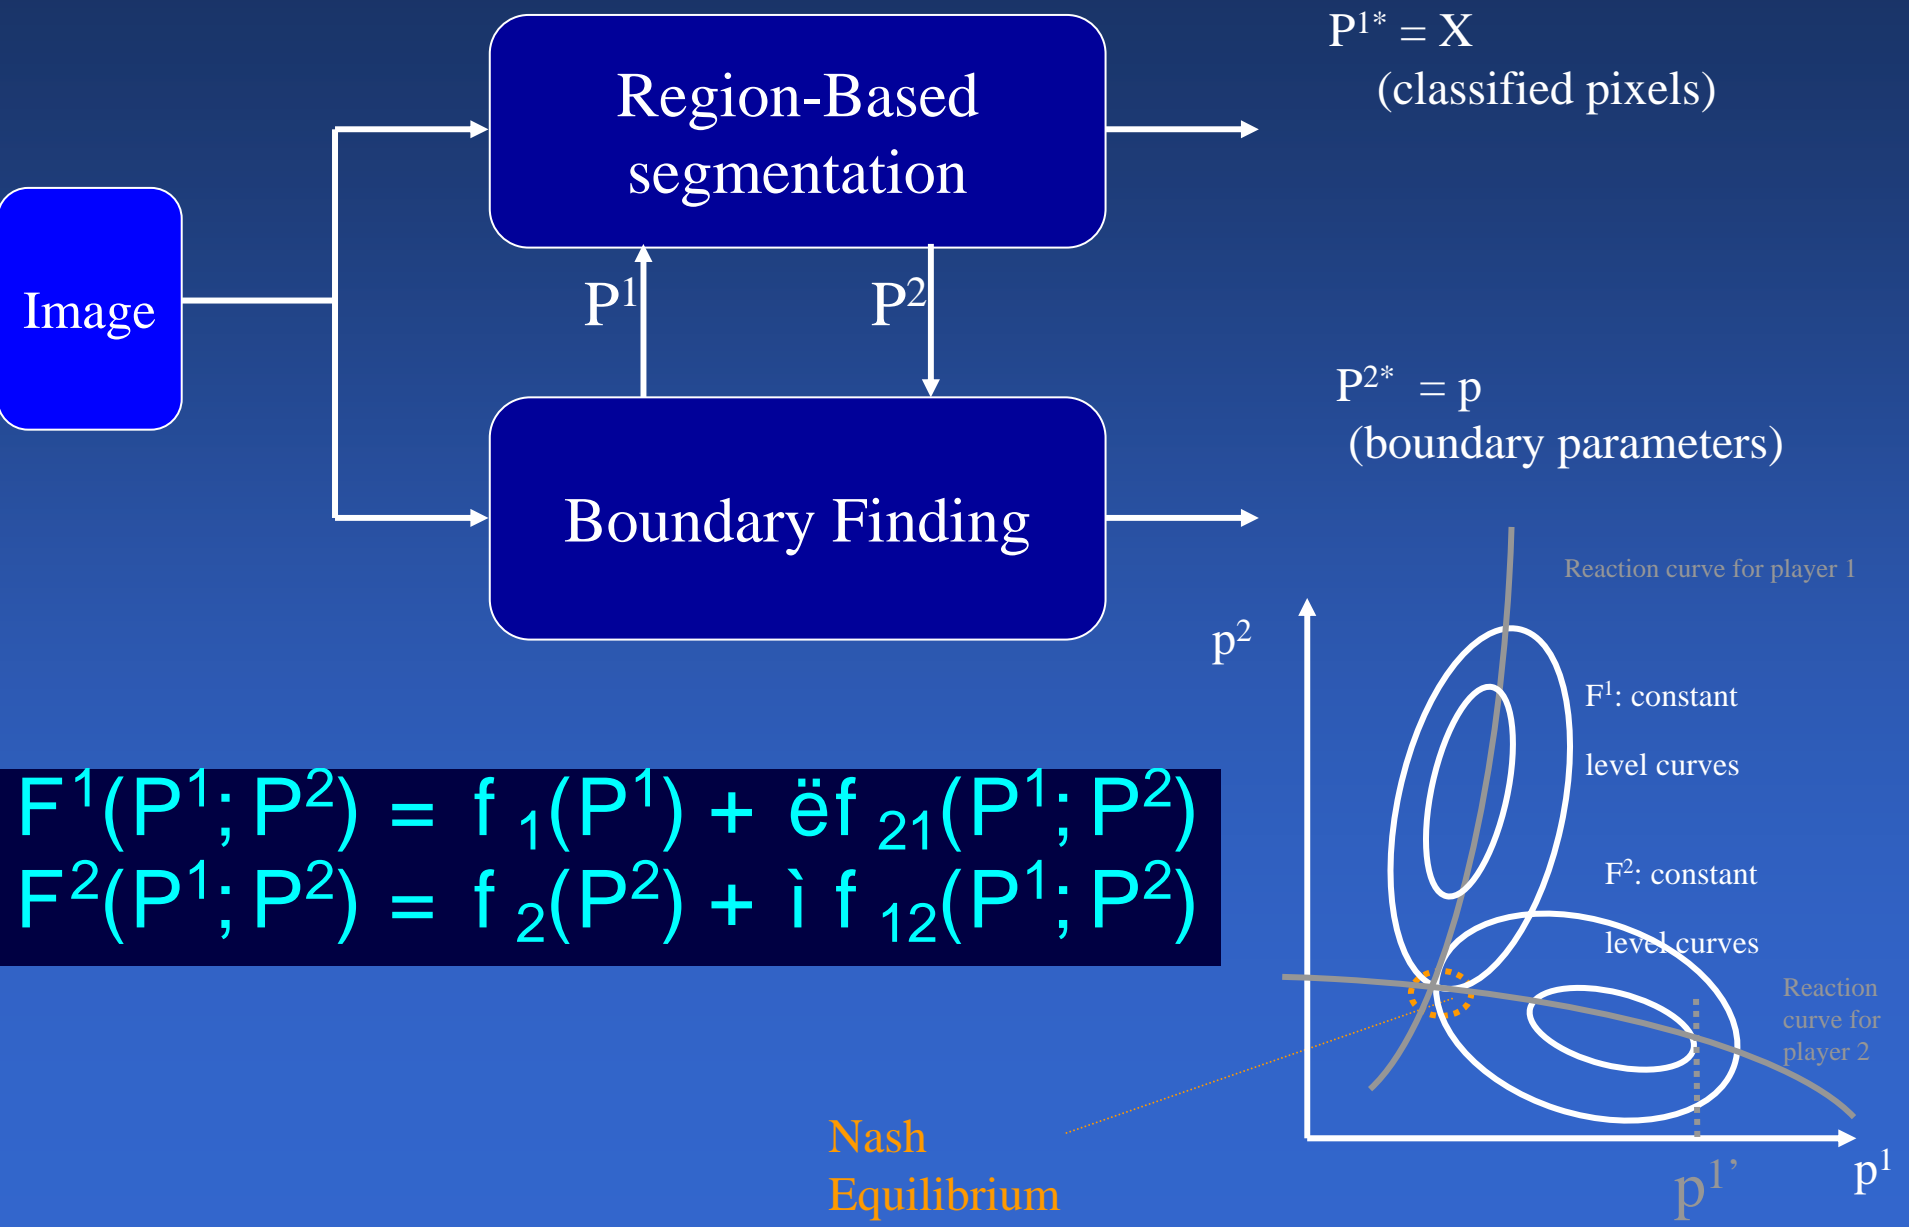 P¹* = X
(classified pixels)
Region-Based
segmentation
Image
P¹
P²
P²* = p
(boundary parameters)
Boundary Finding
Reaction curve for player 1
p²
F¹: constant
level curves
F¹(P¹; P²) = f ₁(P¹) + ëf ₂₁(P¹; P²)
F²(P¹; P²) = f ₂(P²) + ì f ₁₂(P¹; P²)
F²: constant
level curves
Reaction
curve for
player 2
Nash
Equilibrium
p¹’
p¹